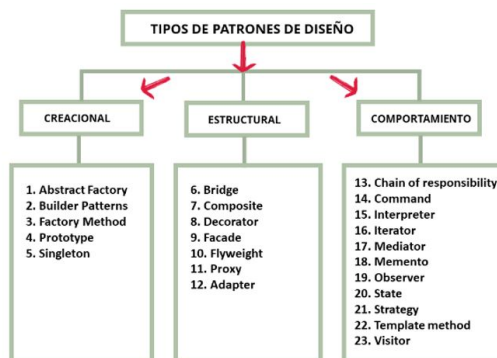 TIPOS DE PATRONES DE DISEÑO
CREACIONAL
1. Abstract Factory
2. Builder Patterns
3. Factory Method
4. Prototype
5. Singleton
ESTRUCTURAL
6. Bridge
7. Composite
8. Decorator
9. Facade
10. Flyweight
11. Proxy
12. Adapter
COMPORTAMIENTO
13. Chain of responsibility
14. Command
15. Interpreter
16. Iterator
17. Mediator
18. Memento
19. Observer
20. State
21. Strategy
22. Template method
23. Visitor